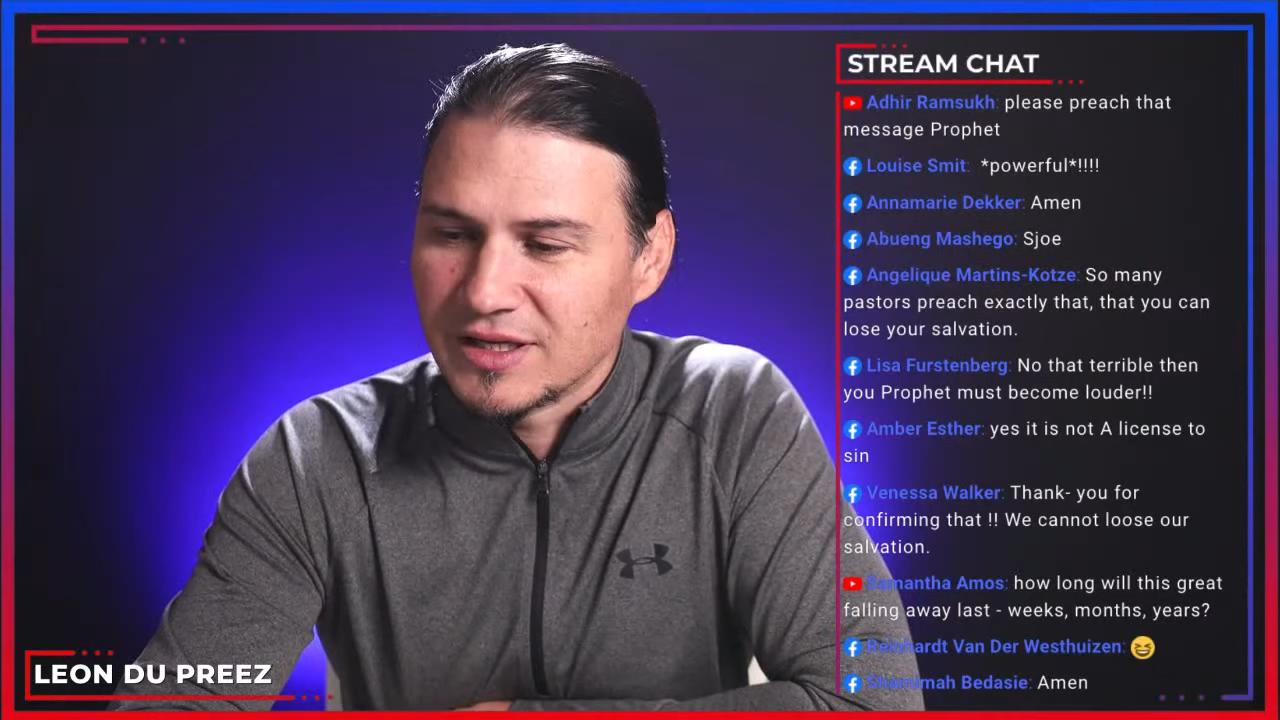 STREAM CHAT
Adhir Ramsukh: please preach that
message Prophet
Louise Smit: *powerful*!!!!
Annamarie Dekker: Amen
Abueng Mashego: Sjoe
Angelique Martins-Kotze: So many
pastors preach exactly that, that you can
lose your salvation.
Lisa Furstenberg: No that terrible then
you Prophet must become louder!!
Amber Esther: yes it is not A license to
sin
Venessa Walker: Thank- you for
confirming that !! We cannot loose our
salvation.
Samantha Amos: how long will this great
falling away last - weeks, months, years?
Reinhardt Van Der Westhuizen: 😆
Bedasie: Amen
LEON DU PREEZ